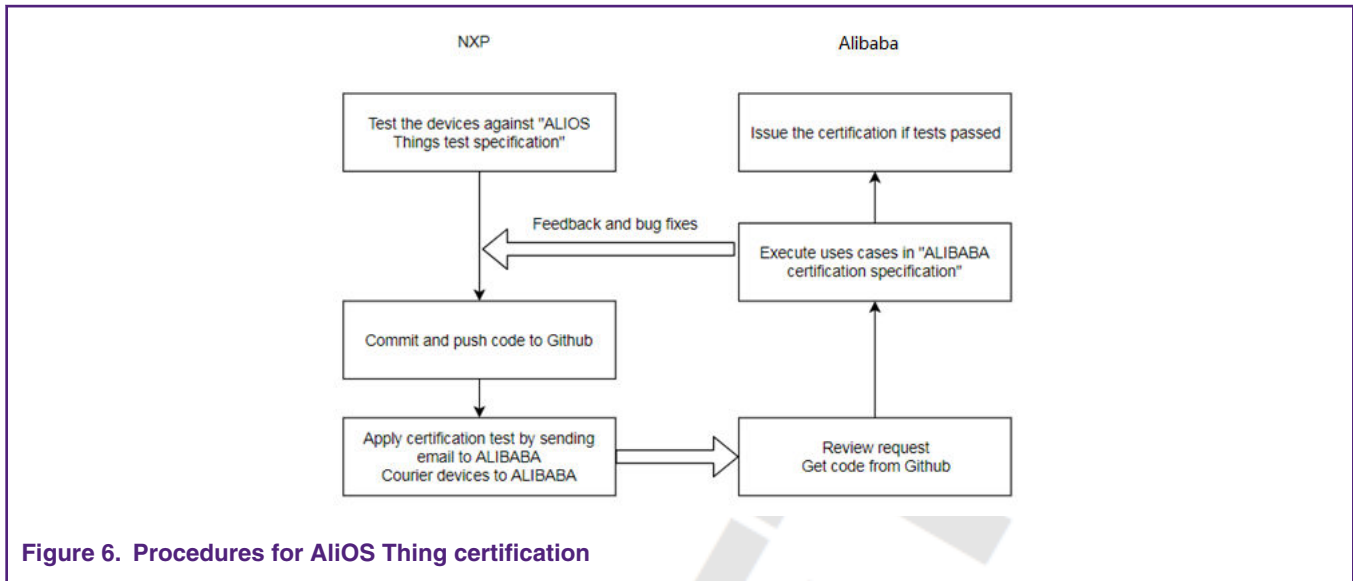 NXP
Alibaba
Test the devices against "ALIOS
Things test specification"
Issue the certification if tests passed
Feedback and bug fixes
Execute uses cases in "ALIBABA
certification specification"
Commit and push code to Github
Apply certification test by sending
email to ALIBABA
Courier devices to ALIBABA
Review request
Get code from Github
Figure 6. Procedures for AliOS Thing certification